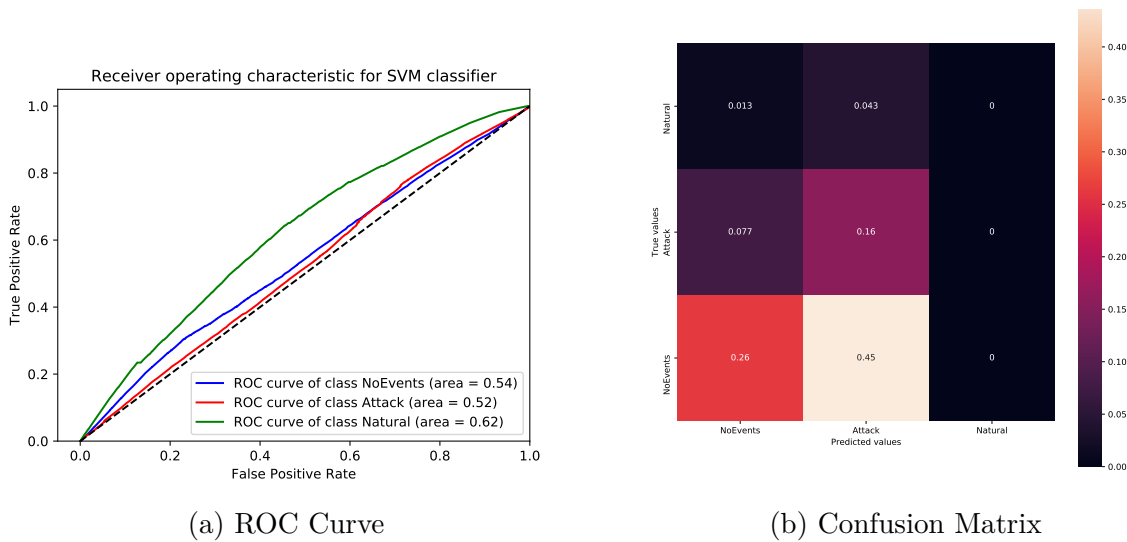 Receiver operating characteristic for SVM classifier
True Positive Rate
1.0
0.8
0.6
0.4
0.2
0.0
ROC curve of class NoEvents (area = 0.54)
ROC curve of class Attack (area = 0.52)
ROC curve of class Natural (area = 0.62)
0.0 0.2 0.4 0.6 0.8 1.0
False Positive Rate
(a) ROC Curve
True values
Natural
Attack
NoEvents
0.013 0.043 0
0.077 0.16 0
0.26 0.45 0
NoEvents Attack Natural
Predicted values
0.40
0.35
0.30
0.25
0.20
0.15
0.10
0.05
0.00
(b) Confusion Matrix